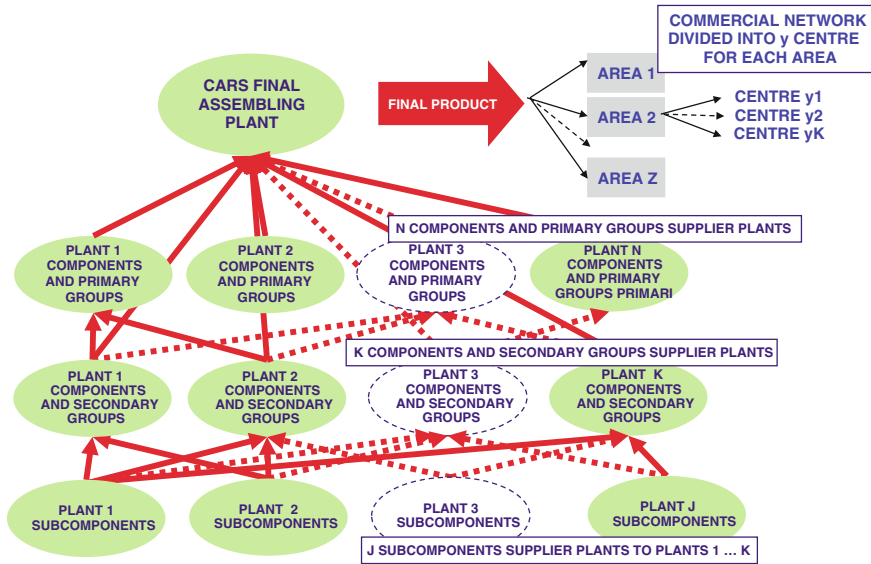 COMMERCIAL NETWORK
DIVIDED INTO y CENTRE
FOR EACH AREA
CARS FINAL
ASSEMBLING
PLANT
FINAL PRODUCT
AREA 1
AREA 2
AREA Z
CENTRE y1
CENTRE y2
CENTRE yK
N COMPONENTS AND PRIMARY GROUPS SUPPLIER PLANTS
PLANT 1
COMPONENTS
AND PRIMARY
GROUPS
PLANT 2
COMPONENTS
AND PRIMARY
GROUPS
PLANT 3
COMPONENTS
AND PRIMARY
GROUPS
PLANT N
COMPONENTS
AND PRIMARY
GROUPS PRIMARI
K COMPONENTS AND SECONDARY GROUPS SUPPLIER PLANTS
PLANT 1
COMPONENTS
AND SECONDARY
GROUPS
PLANT 2
COMPONENTS
AND SECONDARY
GROUPS
PLANT 3
COMPONENTS
AND SECONDARY
GROUPS
PLANT K
COMPONENTS
AND SECONDARY
GROUPS
PLANT 1
SUBCOMPONENTS
PLANT 2
SUBCOMPONENTS
PLANT 3
SUBCOMPONENTS
PLANT J
SUBCOMPONENTS
J SUBCOMPONENTS SUPPLIER PLANTS TO PLANTS 1 ... K